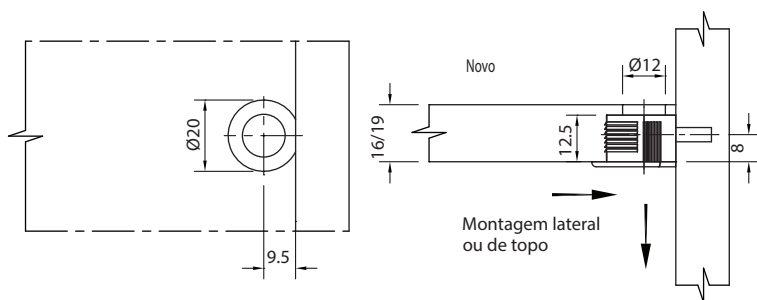 Novo
Ø12
Ø20
16/19
12.5
8
Montagem lateral
ou de topo
9.5